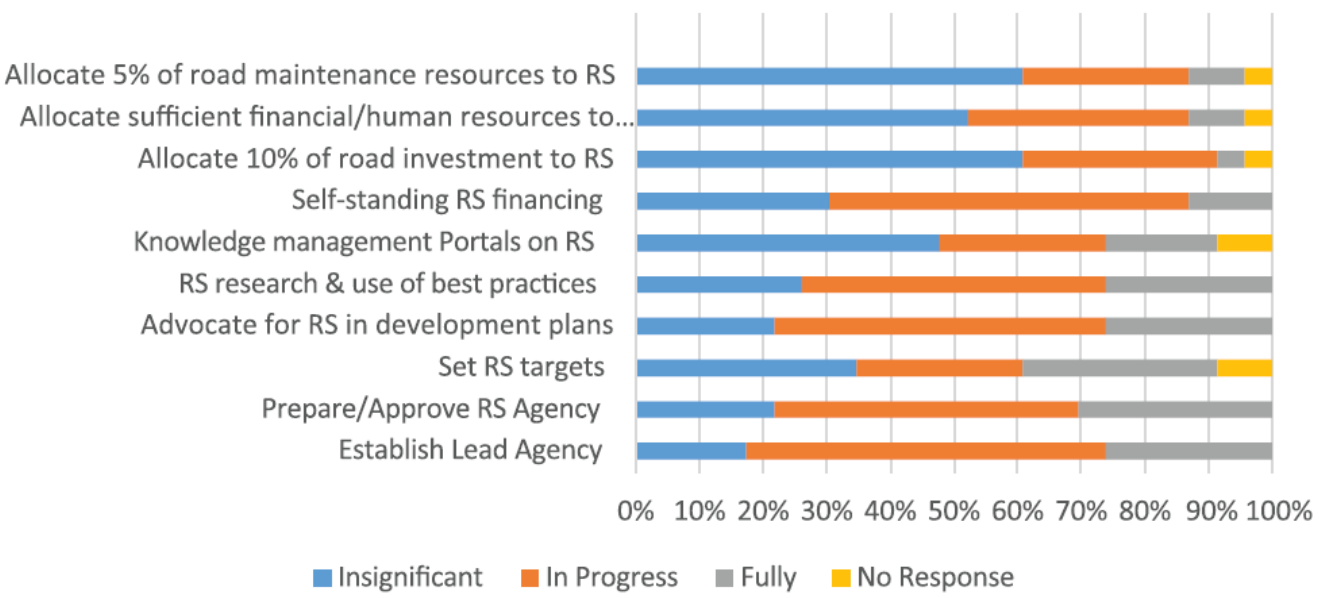 Allocate 5% of road maintenance resources to RS
Allocate sufficient financial/human resources to...
Allocate 10% of road investment to RS
Self-standing RS financing
Knowledge management Portals on RS
RS research & use of best practices
Advocate for RS in development plans
Set RS targets
Prepare/Approve RS Agency
Establish Lead Agency
0% 10% 20% 30% 40% 50% 60% 70% 80% 90% 100%
Insignificant In Progress Fully No Response